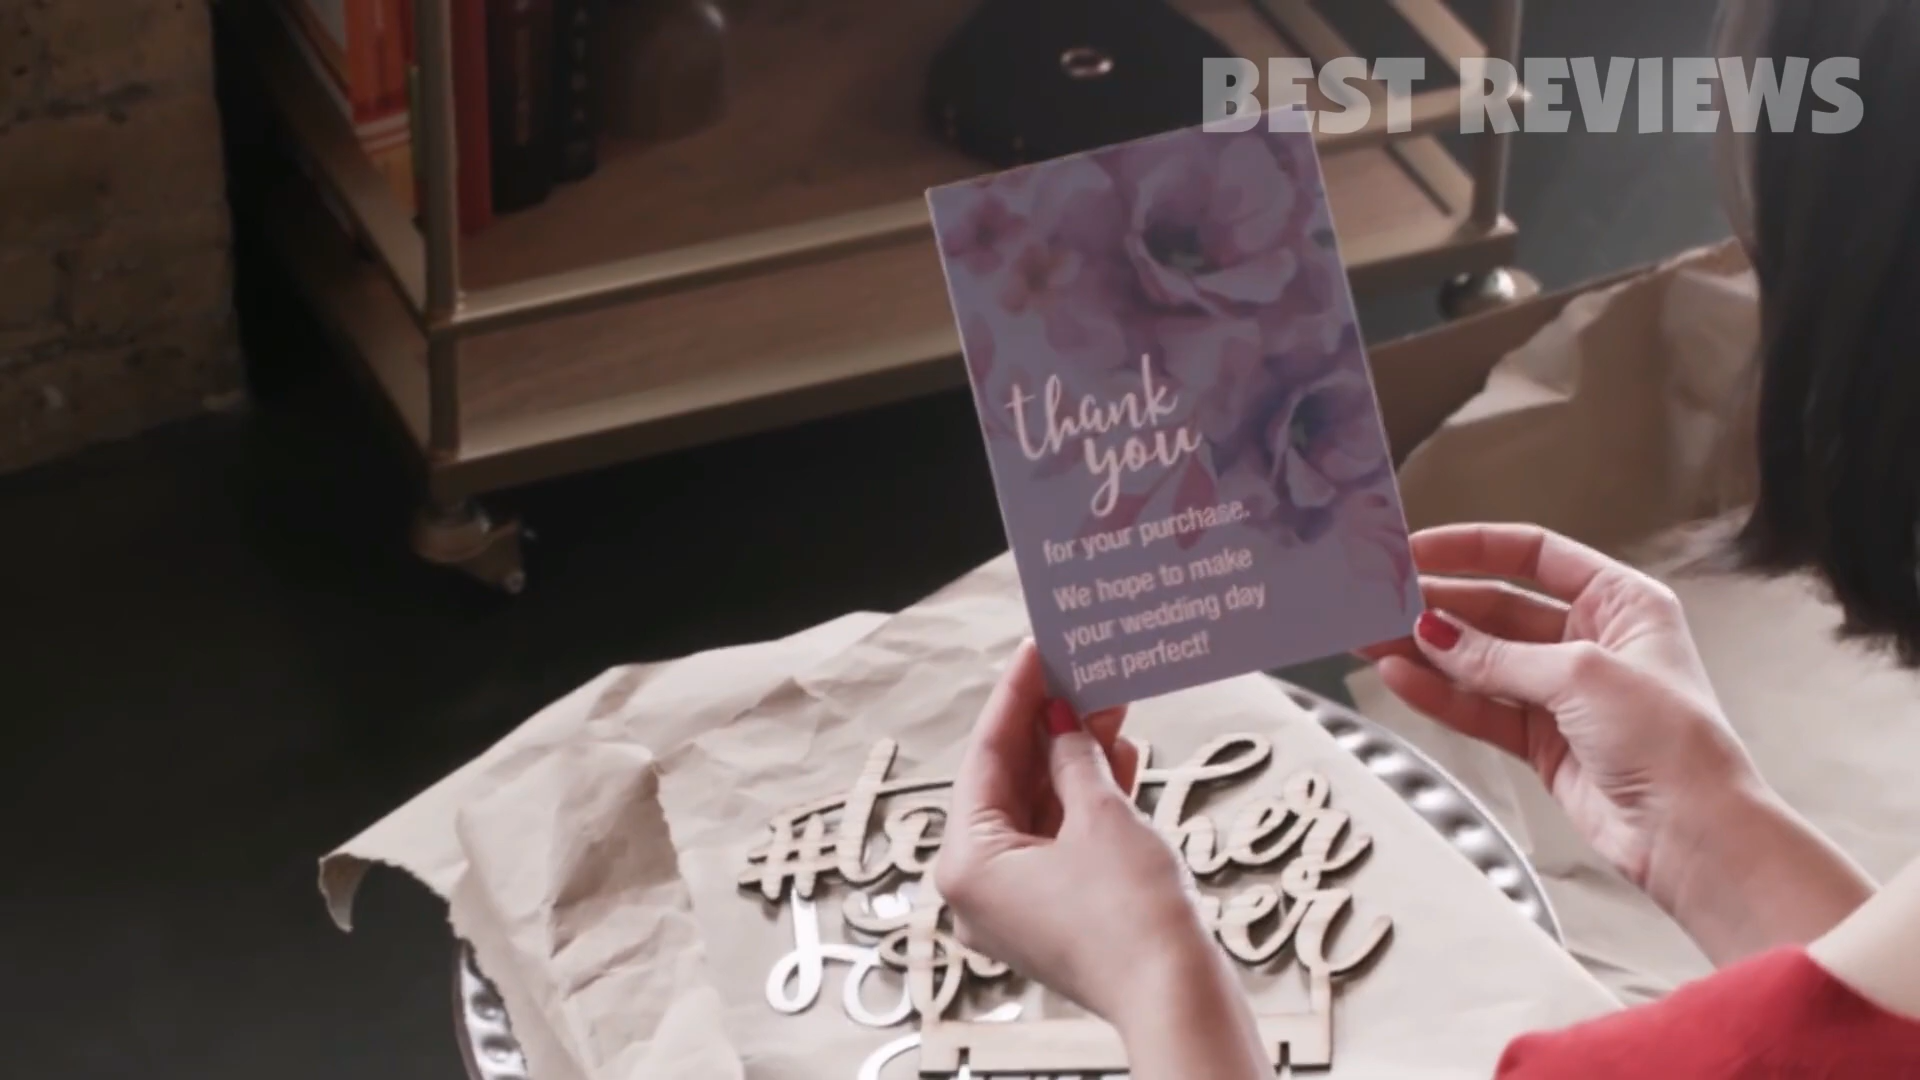 BEST REVIEWS
thank
you
for your purchase.
We hope to make
your wedding day
just perfect!